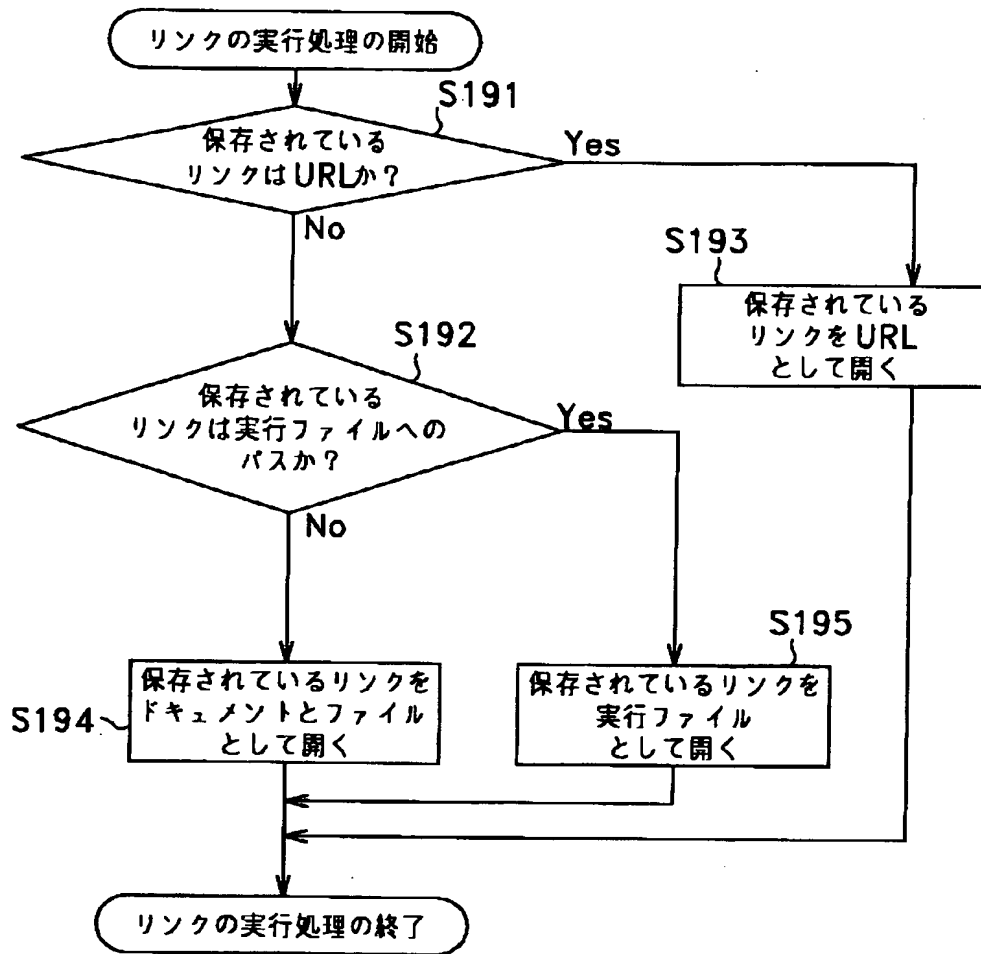 リンクの実行処理の開始
S191
保存されている
リンクはURLか？
Yes
No
S193
保存されている
リンクをURL
として開く
S192
保存されている
リンクは実行ファイルへの
パスか？
Yes
No
S194
保存されているリンクを
ドキュメントとファイル
として開く
S195
保存されているリンクを
実行ファイル
として開く
リンクの実行処理の終了